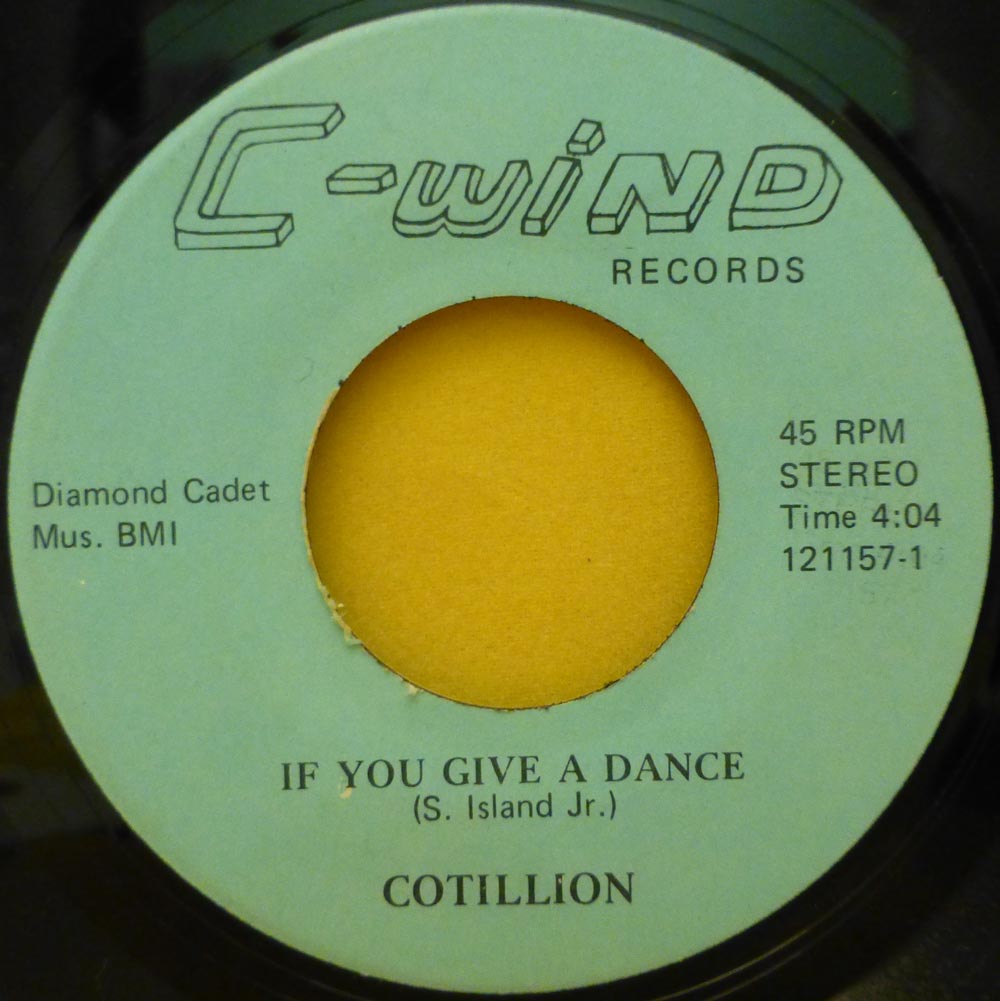 C-WIND
RECORDS
45 RPM
STEREO
Time 4:04
121157-1
Diamond Cadet
Mus. BMI
IF YOU GIVE A DANCE
(S. Island Jr.)
COTILLION